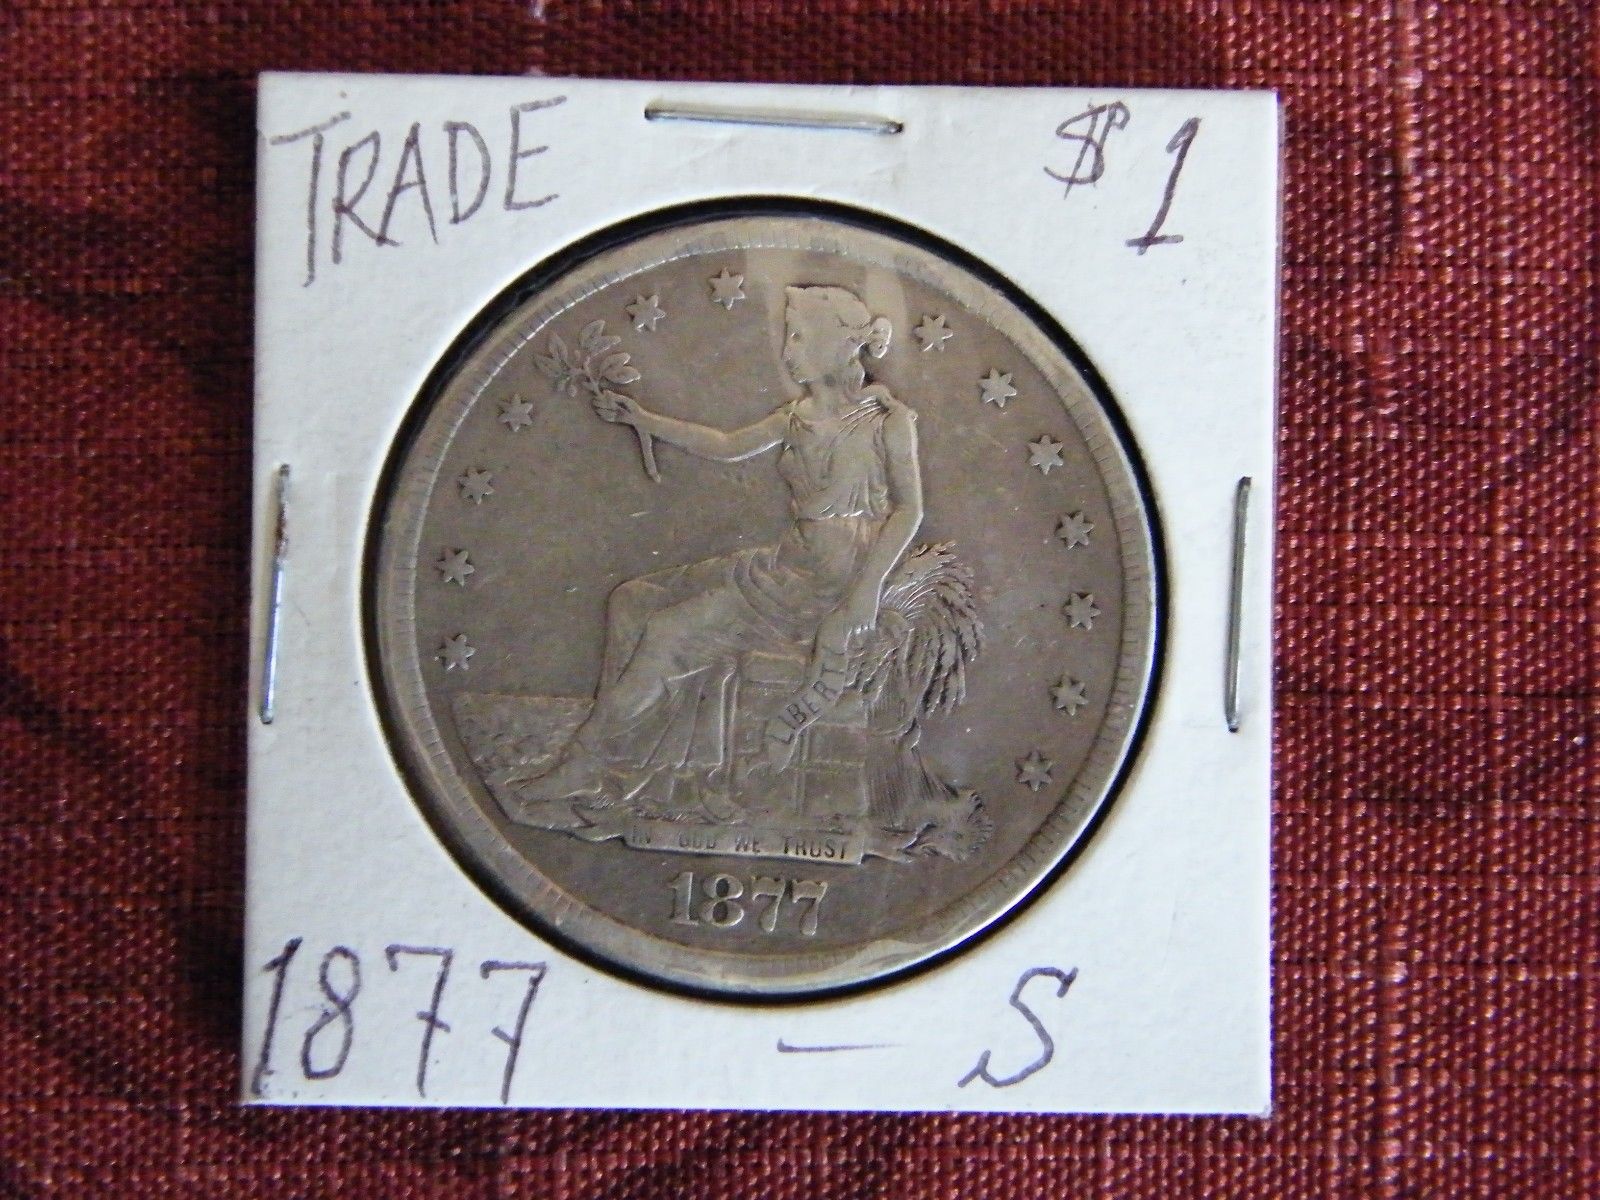 TRADE $1
LIBERTY
IN GOD WE TRUST
1877
1877 — S